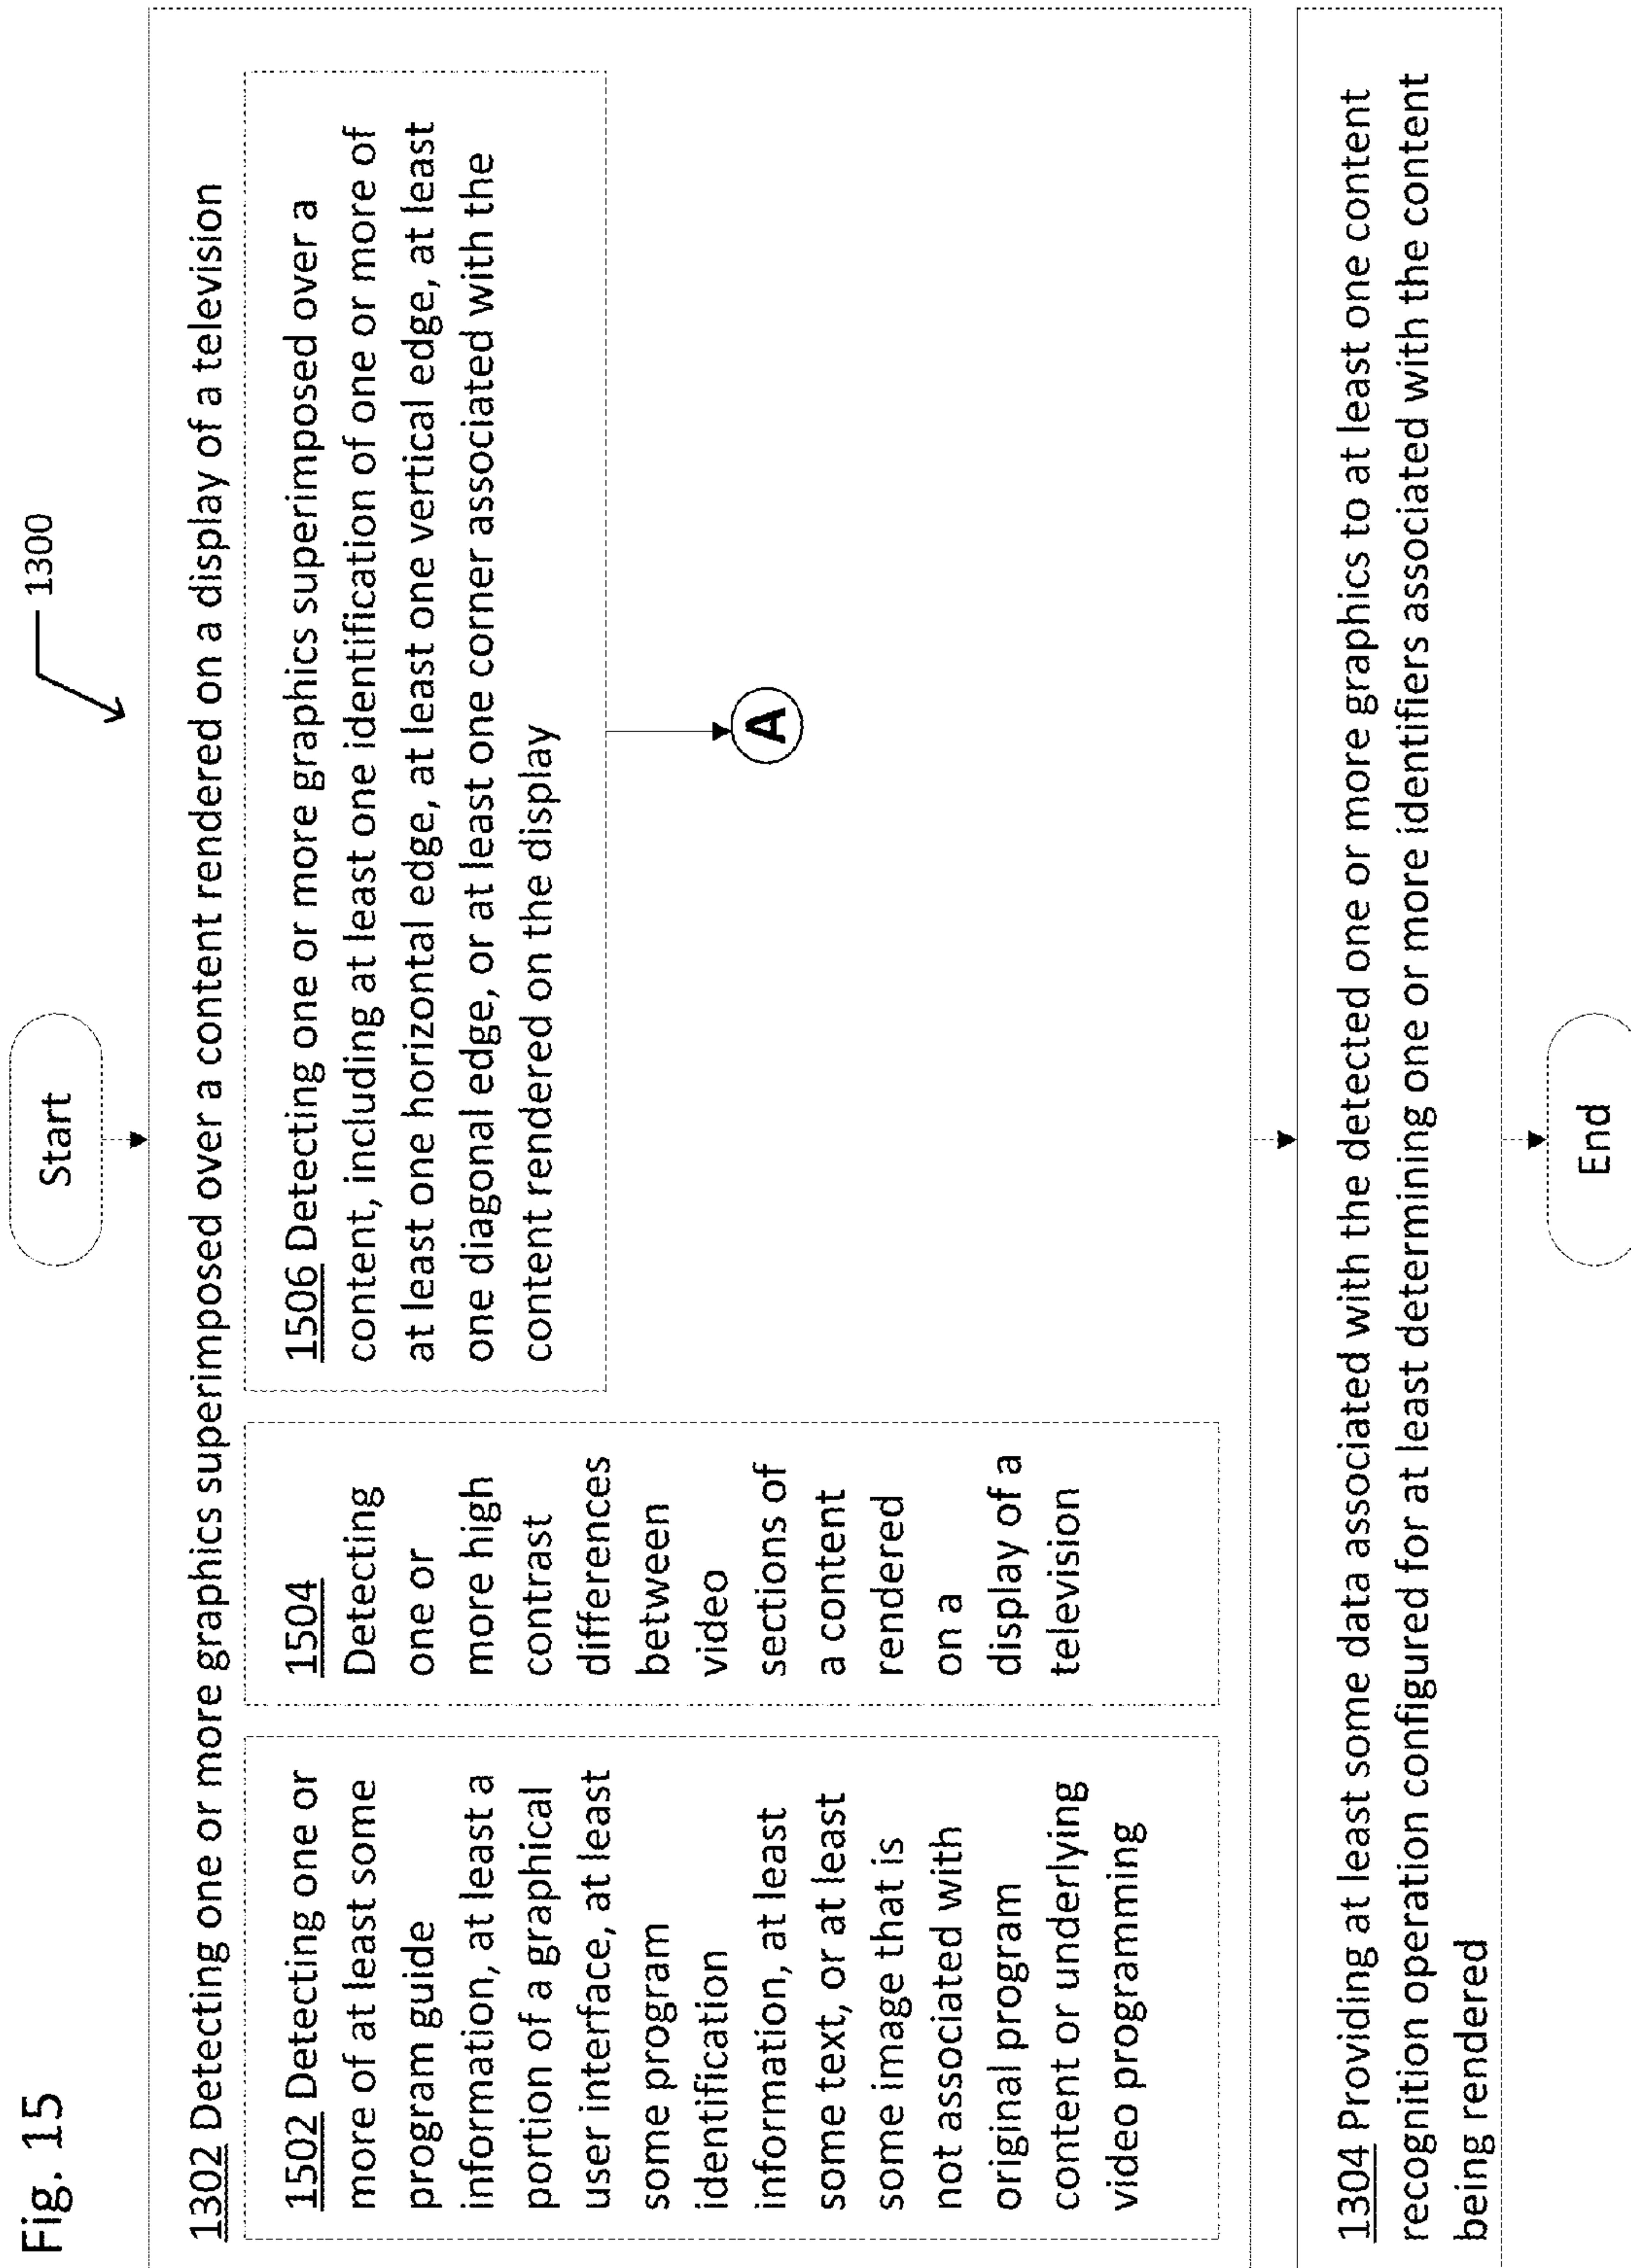 Fig. 15
1300
Start
1302 Detecting one or more graphics superimposed over a content rendered on a display of a television
1502 Detecting one or
more of at least some
program guide
information, at least a
portion of a graphical
user interface, at least
some program
identification
information, at least
some text, or at least
some image that is
not associated with
original program
content or underlying
video programming
1504
Detecting
one or
more high
contrast
differences
between
video
sections of
a content
rendered
on a
display of a
television
1506 Detecting one or more graphics superimposed over a
content, including at least one identification of one or more of
at least one horizontal edge, at least one vertical edge, at least
one diagonal edge, or at least one corner associated with the
content rendered on the display
A
1304 Providing at least some data associated with the detected one or more graphics to at least one content
recognition operation configured for at least determining one or more identifiers associated with the content
being rendered
End